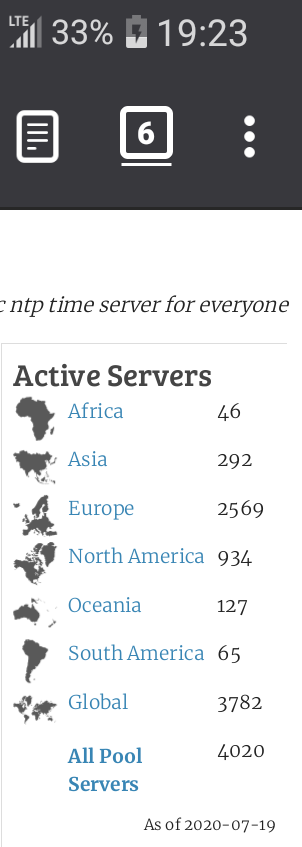 LTE 33% 19:23
6
c ntp time server for everyone
Active Servers
Africa 46
Asia 292
Europe 2569
North America 934
Oceania 127
South America 65
Global 3782
All Pool 4020
Servers
As of 2020-07-19